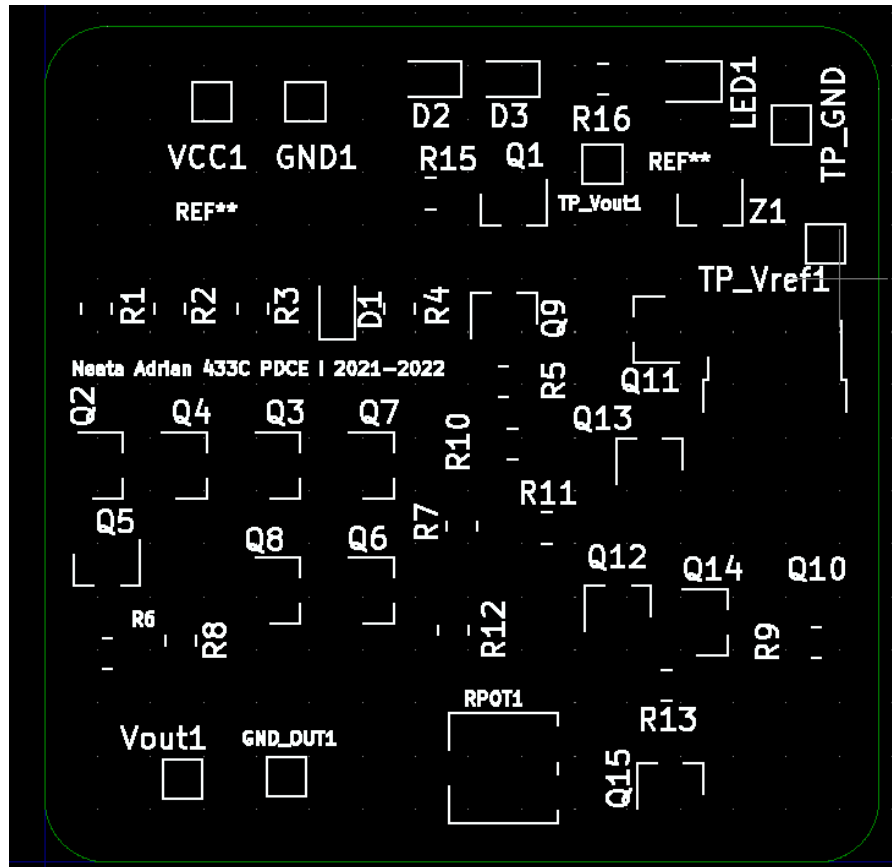 D2
D3
R16
LED1
TP_GND
VCC1
GND1
R15
Q1
REF**
REF**
TP_Vout1
Z1
TP_Vref1
R1
R2
R3
D1
R4
Q9
Neata Adrian 433C PDCE | 2021-2022
R5
Q11
Q2
Q4
Q3
Q7
R10
Q13
R11
Q5
R7
Q8
Q6
Q12
Q14
Q10
R6
R8
R12
R9
RPOT1
R13
Vout1
GND_OUT1
Q15